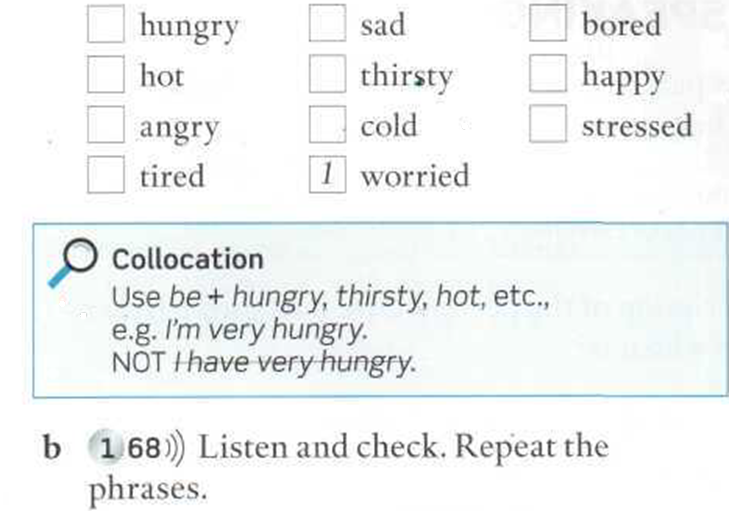 hungry sad bored
hot thirsty happy
angry cold stressed
tired 1 worried
Collocation
Use be + hungry, thirsty, hot, etc.,
e.g. I'm very hungry.
NOT I have very hungry.
b 1 68))) Listen and check. Repeat the
phrases.